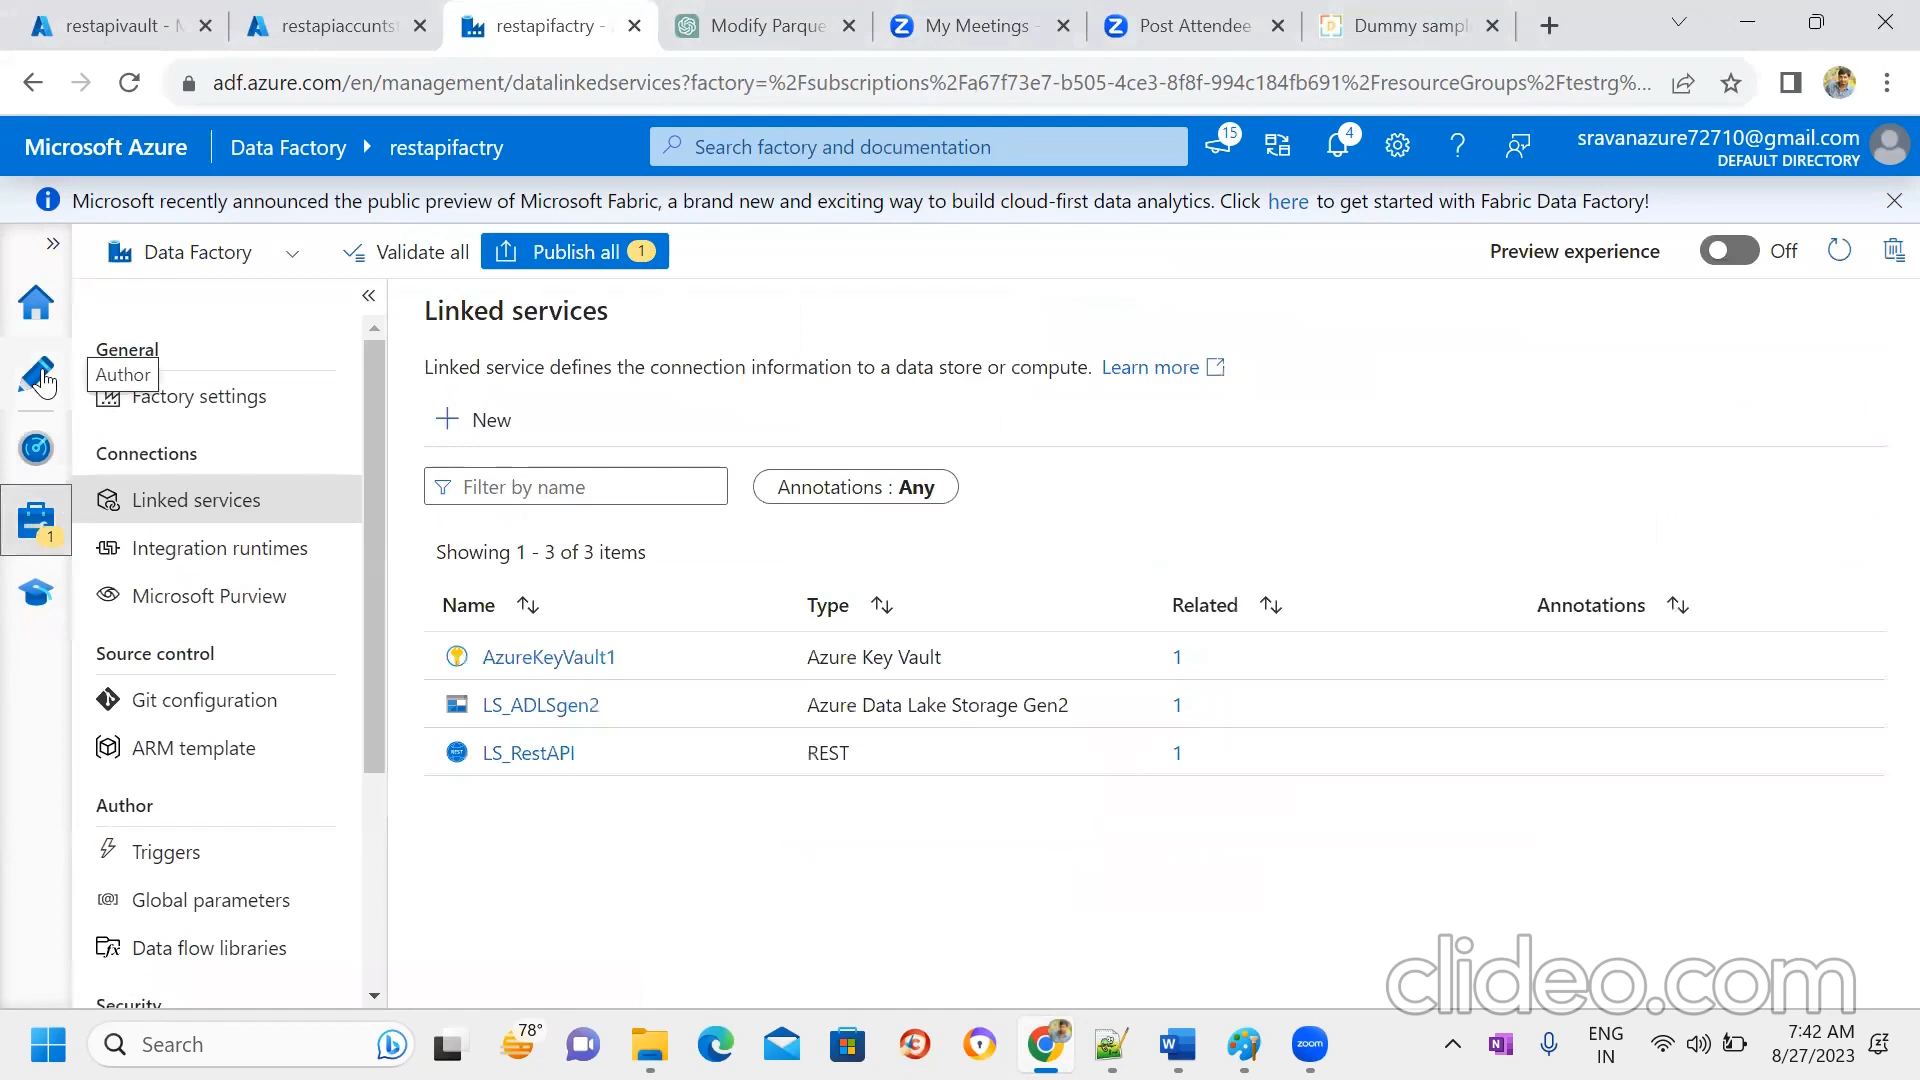 restapivault - M
restapiaccuntst
restapifactry -
Modify Parque
My Meetings -
Post Attendee
Dummy sampl
adf.azure.com/en/management/datalinkedservices?factory=%2Fsubscriptions%2Fa67f73e7-b505-4ce3-8f8f-994c184fb691%2FresourceGroups%2Ftestrg%...
Microsoft Azure
Data Factory
restapifactry
Search factory and documentation
15
4
sravanazure72710@gmail.com
DEFAULT DIRECTORY
Microsoft recently announced the public preview of Microsoft Fabric, a brand new and exciting way to build cloud-first data analytics. Click here to get started with Fabric Data Factory!
Data Factory
Validate all
Publish all 1
Preview experience
Off
General
Author
Factory settings
Connections
Linked services
Integration runtimes
Microsoft Purview
Source control
Git configuration
ARM template
Author
Triggers
Global parameters
Data flow libraries
Security
1
Linked services
Linked service defines the connection information to a data store or compute. Learn more
New
Filter by name
Annotations : Any
Showing 1 - 3 of 3 items
Name Type Related Annotations
AzureKeyVault1 Azure Key Vault 1
LS_ADLSgen2 Azure Data Lake Storage Gen2 1
LS_RestAPI REST 1
clideo.com
Search
78°
zoom
ENG
IN
7:42 AM
8/27/2023